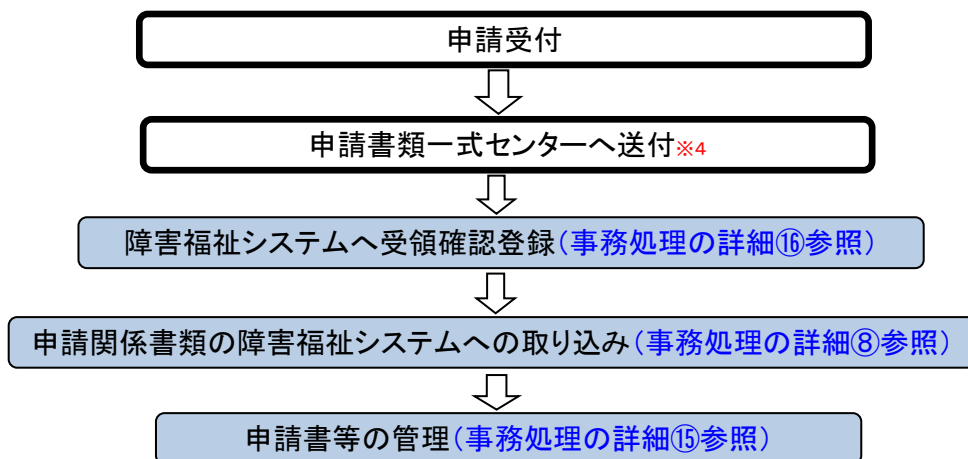 申請受付
申請書類一式センターへ送付※4
障害福祉システムへ受領確認登録(事務処理の詳細⑯参照)
申請関係書類の障害福祉システムへの取り込み(事務処理の詳細⑧参照)
申請書等の管理(事務処理の詳細⑮参照)